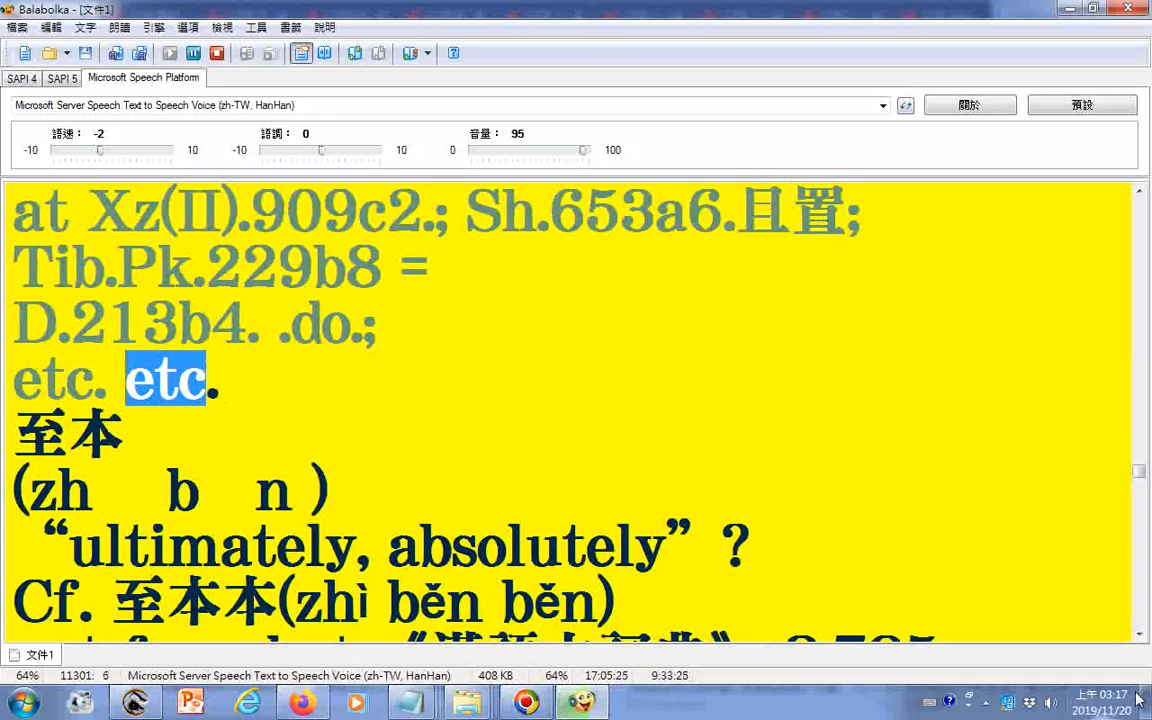 Balabolka - [文件1]
檔案 編輯 文字 朗讀 引擎 選項 檢視 工具 書籤 說明
SAPI 4 SAPI 5 Microsoft Speech Platform
Microsoft Server Speech Text to Speech Voice (zh-TW, HanHan) 關於 預設
語速： -2 語調： 0 音量： 95
-10 10 -10 10 0 100
at Xz(II).909c2.; Sh.653a6.且置;
Tib.Pk.229b8 =
D.213b4. .do.;
etc. etc.
至本
(zh b n )
“ultimately, absolutely” ?
Cf. 至本本(zhì běn běn)
文件1
64% 11301: 6 Microsoft Server Speech Text to Speech Voice (zh-TW, HanHan) 408 KB 64% 17:05:25 9:33:25
上午 03:17
2019/11/20